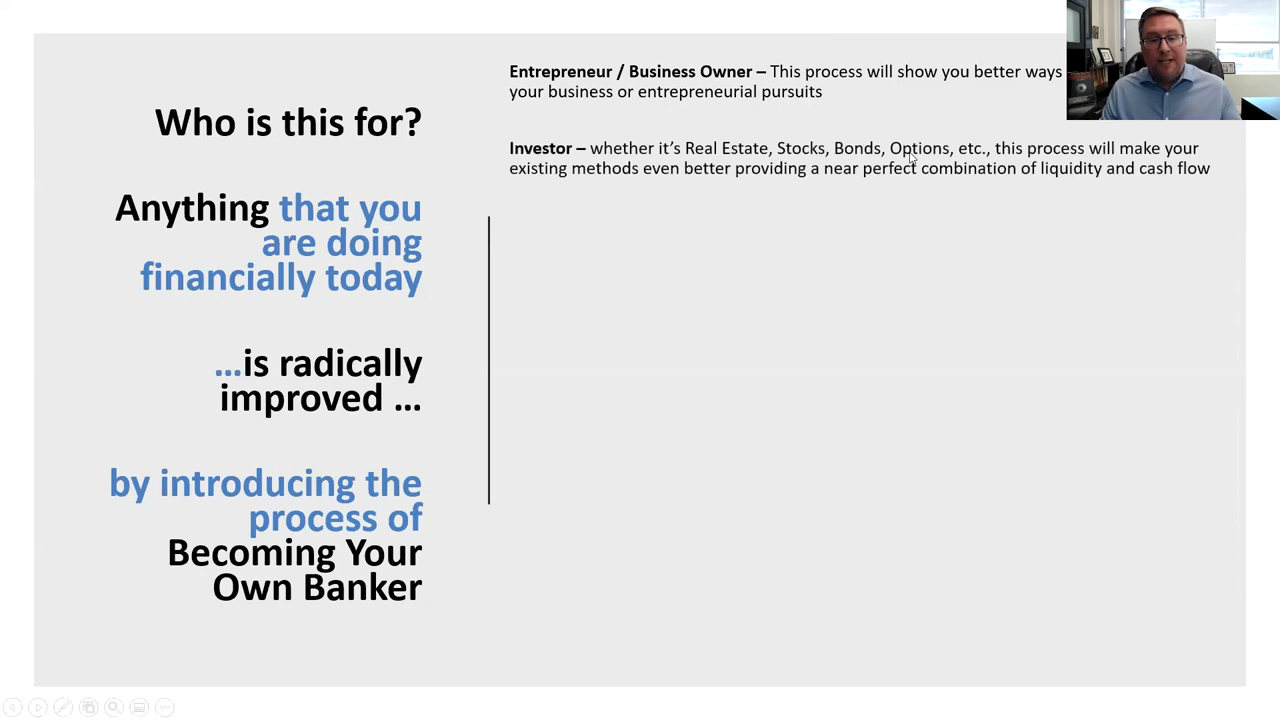 Who is this for?
Anything that you
are doing
financially today
…is radically
improved …
by introducing the
process of
Becoming Your
Own Banker
Entrepreneur / Business Owner – This process will show you better ways
your business or entrepreneurial pursuits
Investor – whether it’s Real Estate, Stocks, Bonds, Options, etc., this process will make your
existing methods even better providing a near perfect combination of liquidity and cash flow